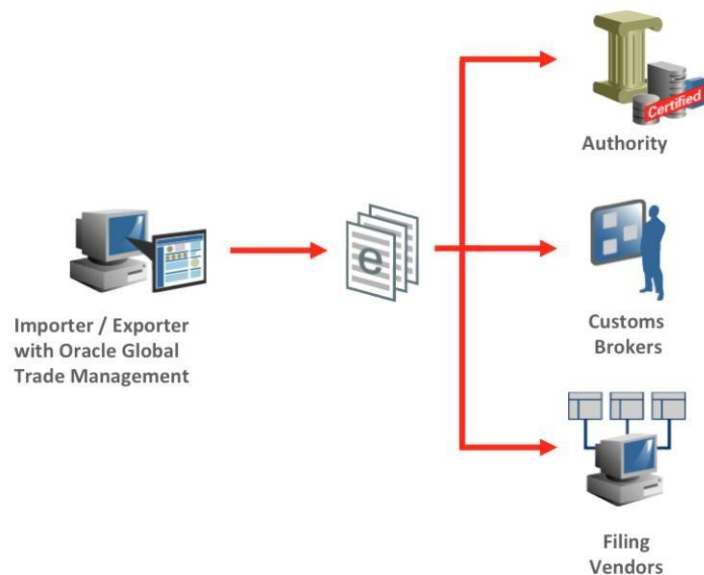 Certified
Authority
e
Importer / Exporter
with Oracle Global
Trade Management
Customs
Brokers
Filing
Vendors